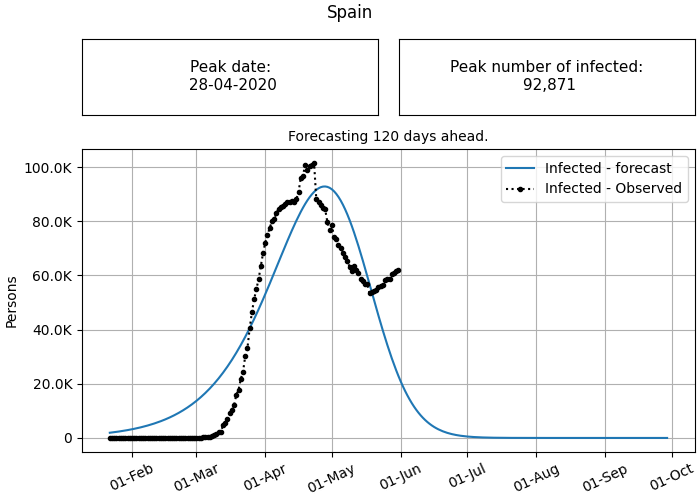 Spain
Peak date:
28-04-2020
Peak number of infected:
92,871
Forecasting 120 days ahead.
Infected - forecast
Infected - Observed
Persons
100.0K
80.0K
60.0K
40.0K
20.0K
0
01-Feb
01-Mar
01-Apr
01-May
01-Jun
01-Jul
01-Aug
01-Sep
01-Oct